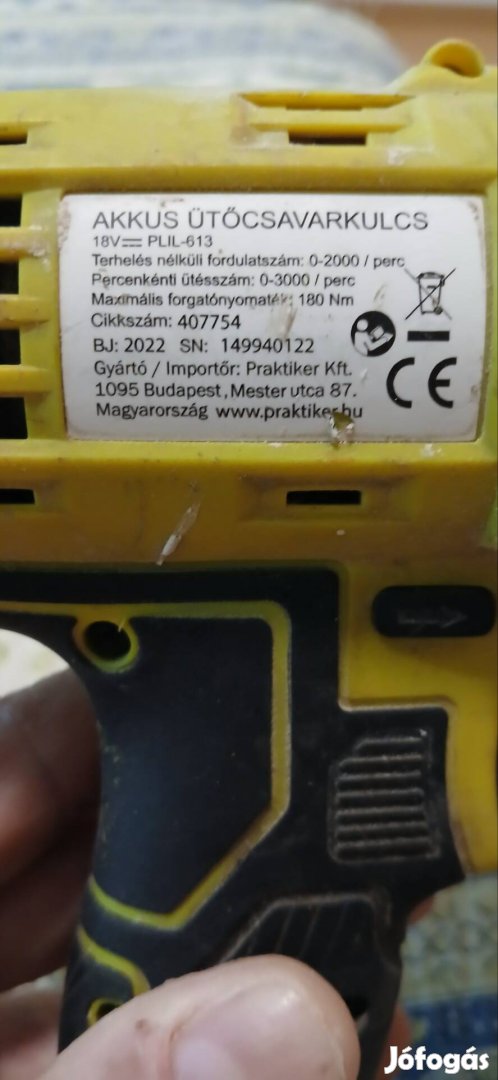 AKKUS ÜTŐCSAVARKULCS
18V⎓ PLIL-613
Terhelés nélküli fordulatszám: 0-2000 / perc
Percenkénti ütésszám: 0-3000 / perc
Maximális forgatónyomaték: 180 Nm
Cikkszám: 407754
BJ: 2022 SN: 149940122
Gyártó / Importőr: Praktiker Kft.
1095 Budapest, Mester utca 87.
Magyarország www.praktiker.hu
CE
Jófogás